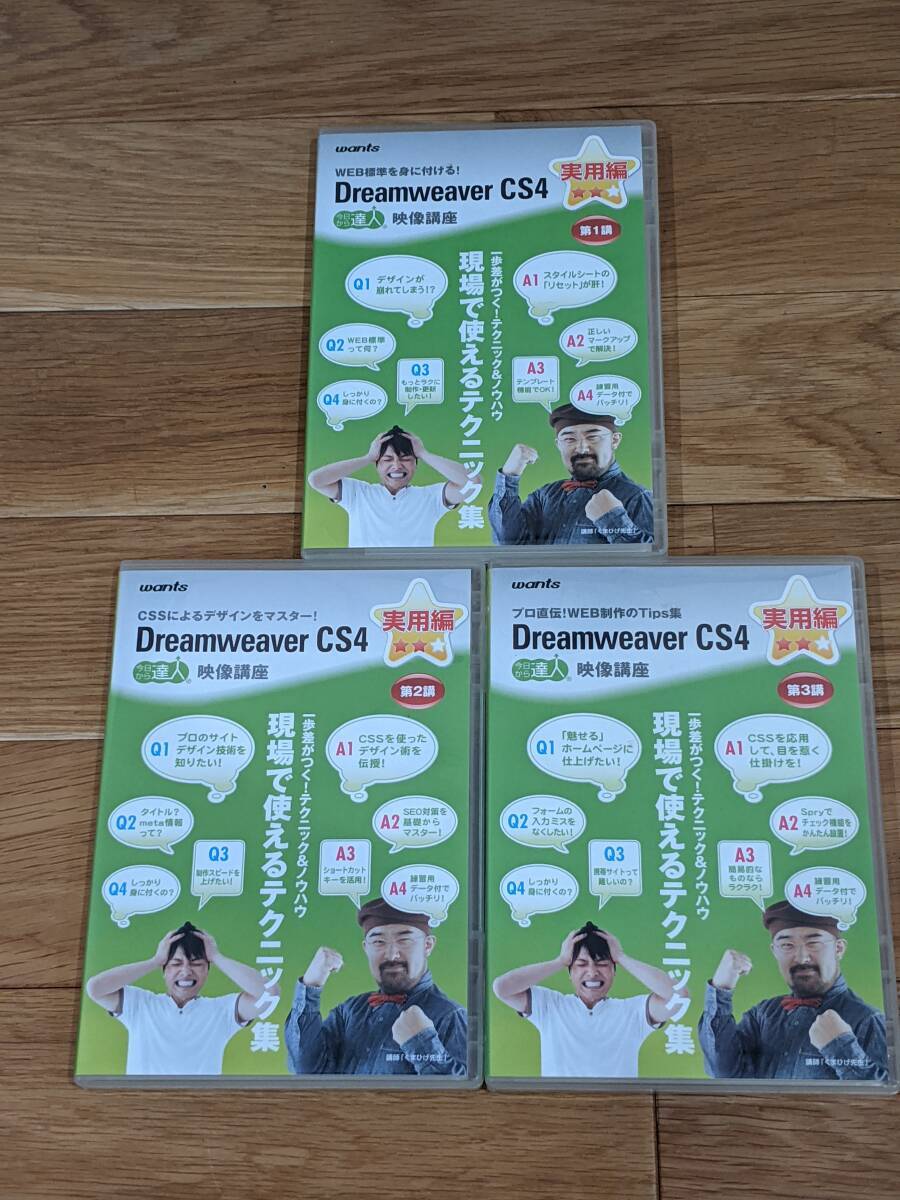 wants
WEB標準を身に付ける!
Dreamweaver CS4
今日から達人® 映像講座
実用編
第1講
一歩差がつく!テクニック&ノウハウ
現場で使えるテクニック集
Q1 デザインが
崩れてしまう!?
A1 スタイルシートの
「リセット」が肝!
Q2 WEB標準
って何?
A2 正しい
マークアップ
で解決!
Q3
もっとラクに
制作・更新
したい!
A3
テンプレート
機能でOK!
Q4 しっかり
身に付くの?
A4 練習用
データ付で
バッチリ!
講師「くまひげ先生」
wants
CSSによるデザインをマスター!
Dreamweaver CS4
今日から達人® 映像講座
実用編
第2講
一歩差がつく!テクニック&ノウハウ
現場で使えるテクニック集
Q1 プロのサイト
デザイン技術を
知りたい!
A1 CSSを使った
デザイン術を
伝授!
Q2 タイトル?
meta情報
って?
A2 SEO対策を
基礎から
マスター!
Q3
制作スピードを
上げたい!
A3
ショートカット
キーを活用!
Q4 しっかり
身に付くの?
A4 練習用
データ付で
バッチリ!
講師「くまひげ先生」
wants
プロ直伝!WEB制作のTips集
Dreamweaver CS4
今日から達人® 映像講座
実用編
第3講
一歩差がつく!テクニック&ノウハウ
現場で使えるテクニック集
Q1 「魅せる」
ホームページに
仕上げたい!
A1 CSSを応用
して、目を惹く
仕掛けを!
Q2 フォームの
入力ミスを
なくしたい!
A2 Spryで
チェック機能を
かんたん設置!
Q3
携帯サイトって
難しいの?
A3
簡易的な
ものなら
ラクラク!
Q4 しっかり
身に付くの?
A4 練習用
データ付で
バッチリ!
講師「くまひげ先生」